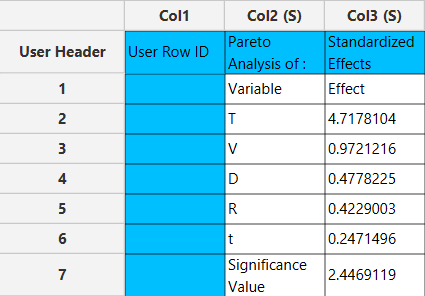 Col1 Col2 (S) Col3 (S)
User Header User Row ID Pareto Analysis of : Standardized Effects
1 Variable Effect
2 T 4.7178104
3 V 0.9721216
4 D 0.4778225
5 R 0.4229003
6 t 0.2471496
7 Significance Value 2.4469119